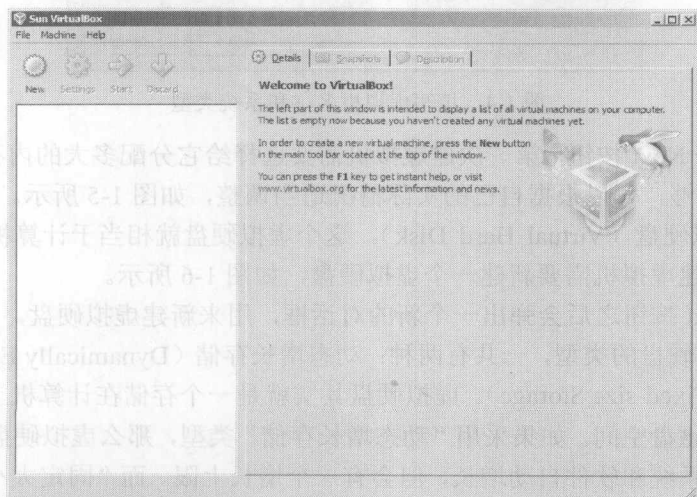 Sun VirtualBox
File Machine Help
New Settings Start Discard
Details Snapshots Description
Welcome to VirtualBox!
The left part of this window is intended to display a list of all virtual machines on your computer.
The list is empty now because you haven't created any virtual machines yet.
In order to create a new virtual machine, press the New button
in the main tool bar located at the top of the window.
You can press the F1 key to get instant help, or visit
www.virtualbox.org for the latest information and news.